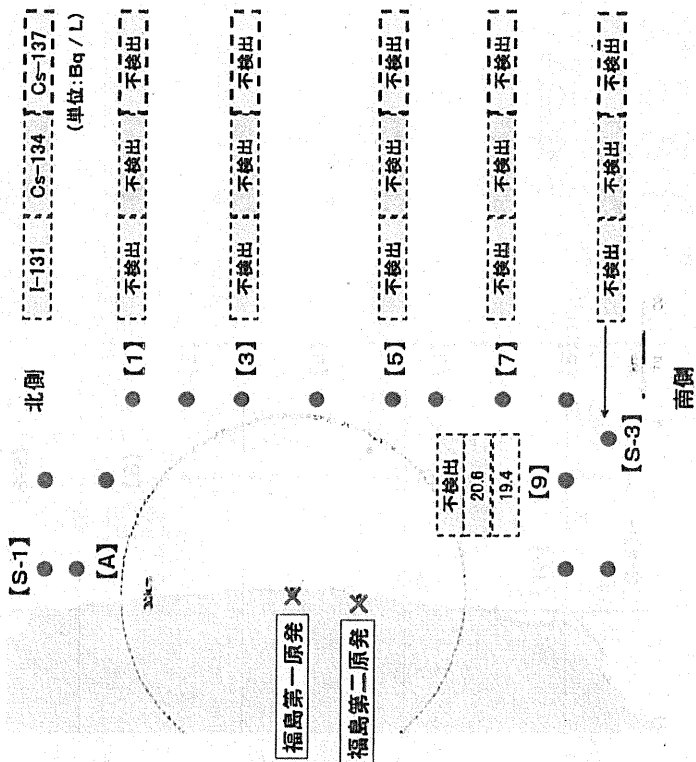 I-131 Cs-134 Cs-137
(単位:Bq / L)
北側
【S-1】
【A】
【1】 不検出 不検出 不検出
【3】 不検出 不検出 不検出
【5】 不検出 不検出 不検出
【7】 不検出 不検出 不検出
福島第一原発
福島第二原発
不検出
20.6
19.4
【9】
【S-3】 不検出 不検出 不検出
南側